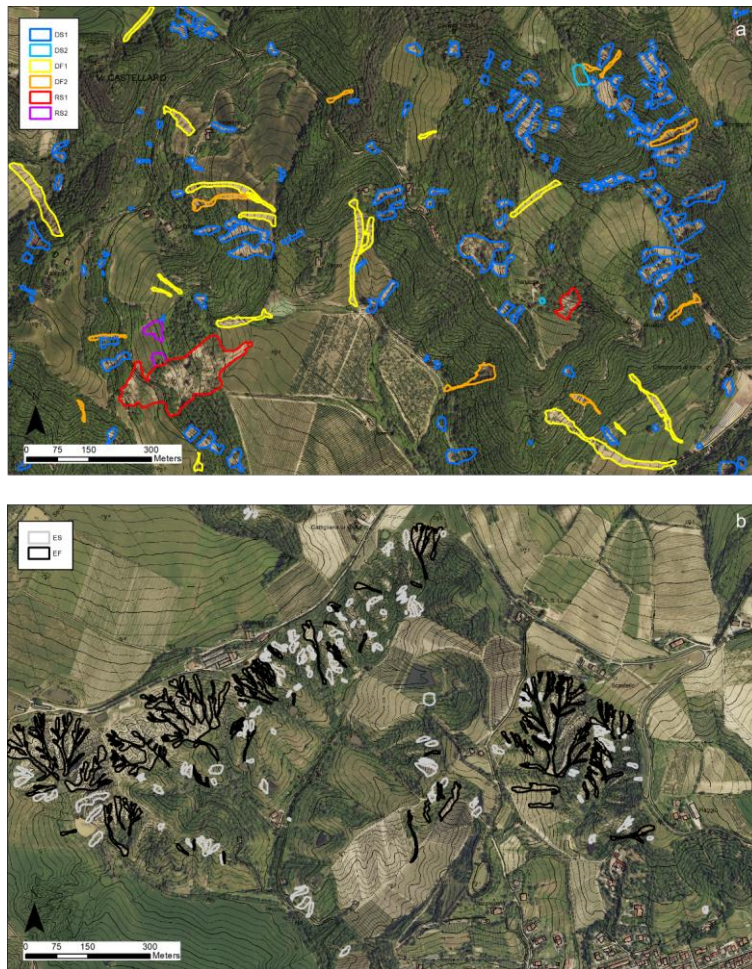 a
DS1
DS2
DF1
DF2
RS1
RS2
CASTELLARO
0 75 150 300
Meters
b
ES
EF
0 75 150 300
Meters